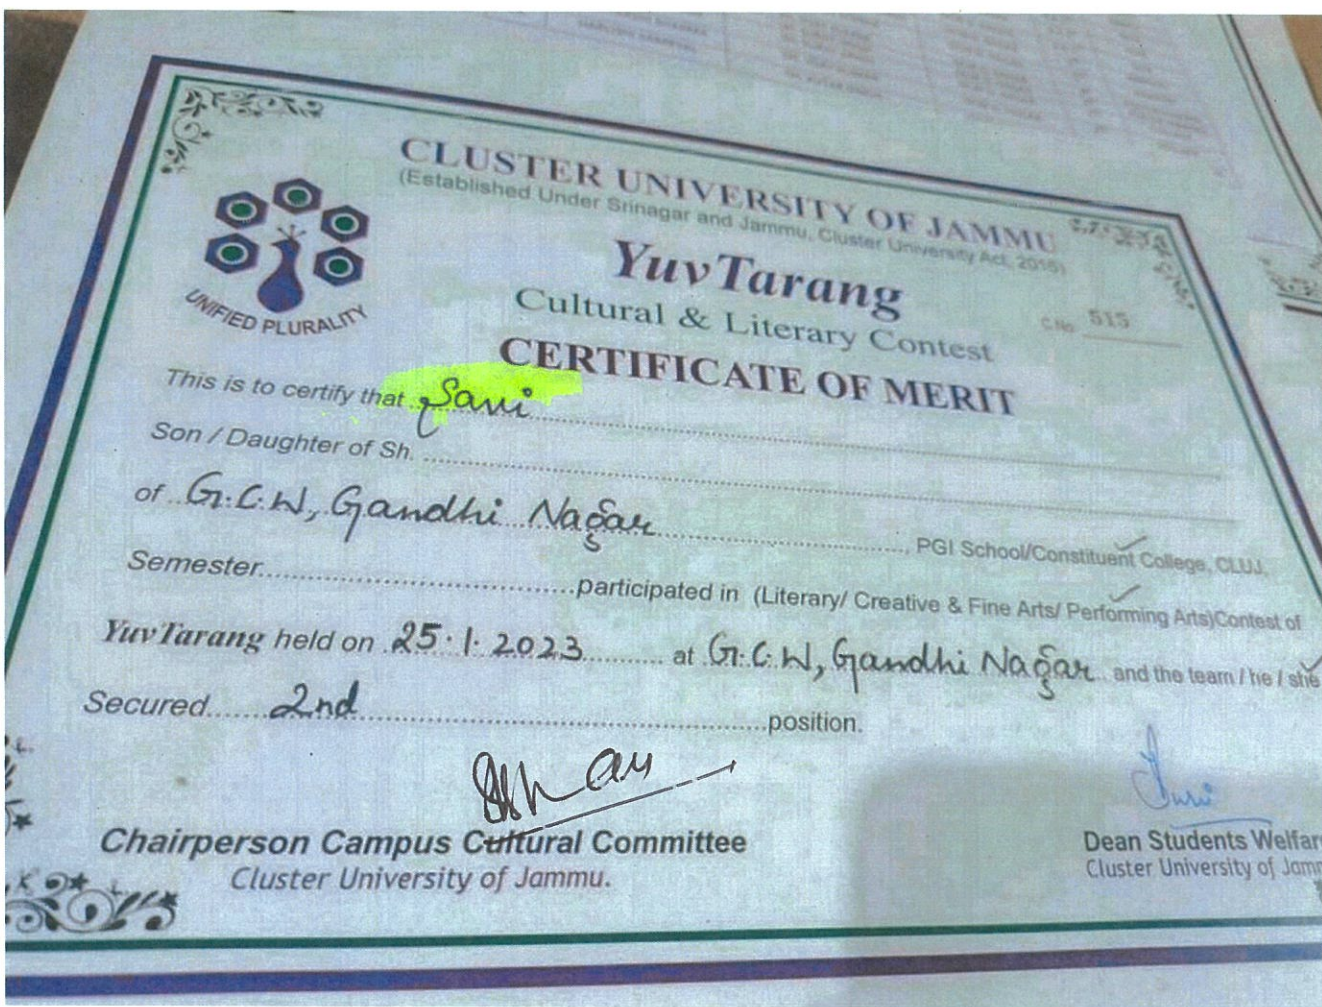 CLUSTER UNIVERSITY OF JAMMU
(Established Under Srinagar and Jammu, Cluster University Act, 2016)
YuvTarang
Cultural & Literary Contest
C.No. 515
CERTIFICATE OF MERIT
UNIFIED PLURALITY
This is to certify that Savi
Son / Daughter of Sh.
of G.C.W, Gandhi Nagar PGI School/Constituent College, CLUJ.
Semester participated in (Literary/ Creative & Fine Arts/ Performing Arts)Contest of
YuvTarang held on 25.1.2023 at G.C.W, Gandhi Nagar and the team / he / she
Secured 2nd position.
Chairperson Campus Cultural Committee
Cluster University of Jammu.
Dean Students Welfar
Cluster University of Jam